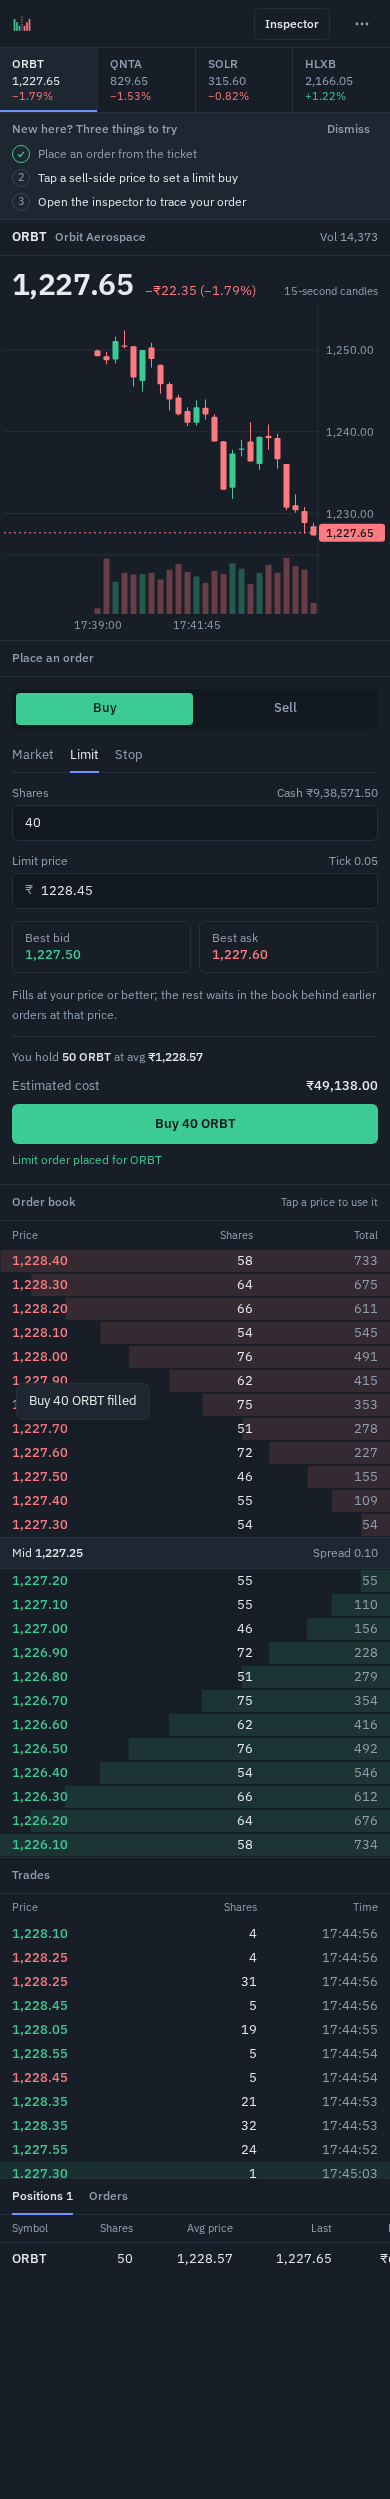 Inspector
ORBT QNTA SOLR HLXB
1,227.65 829.65 315.60 2,166.05
−1.79% −1.53% −0.82% +1.22%
New here? Three things to try Dismiss
Place an order from the ticket
2 Tap a sell-side price to set a limit buy
3 Open the inspector to trace your order
ORBT Orbit Aerospace Vol 14,373
1,227.65 −₹22.35 (−1.79%) 15-second candles
1,250.00
1,240.00
1,230.00
1,227.65
17:39:00 17:41:45
Place an order
Buy Sell
Market Limit Stop
Shares Cash ₹9,38,571.50
40
Limit price Tick 0.05
₹ 1228.45
Best bid Best ask
1,227.50 1,227.60
Fills at your price or better; the rest waits in the book behind earlier
orders at that price.
You hold 50 ORBT at avg ₹1,228.57
Estimated cost ₹49,138.00
Buy 40 ORBT
Limit order placed for ORBT
Order book Tap a price to use it
Price Shares Total
1,228.40 58 733
1,228.30 64 675
1,228.20 66 611
1,228.10 54 545
1,228.00 76 491
1,227.90 62 415
75 353
Buy 40 ORBT filled
1,227.70 51 278
1,227.60 72 227
1,227.50 46 155
1,227.40 55 109
1,227.30 54 54
Mid 1,227.25 Spread 0.10
1,227.20 55 55
1,227.10 55 110
1,227.00 46 156
1,226.90 72 228
1,226.80 51 279
1,226.70 75 354
1,226.60 62 416
1,226.50 76 492
1,226.40 54 546
1,226.30 66 612
1,226.20 64 676
1,226.10 58 734
Trades
Price Shares Time
1,228.10 4 17:44:56
1,228.25 4 17:44:56
1,228.25 31 17:44:56
1,228.45 5 17:44:56
1,228.05 19 17:44:55
1,228.55 5 17:44:54
1,228.45 5 17:44:54
1,228.35 21 17:44:53
1,228.35 32 17:44:53
1,227.55 24 17:44:52
1,227.30 1 17:45:03
Positions 1 Orders
Symbol Shares Avg price Last
ORBT 50 1,228.57 1,227.65